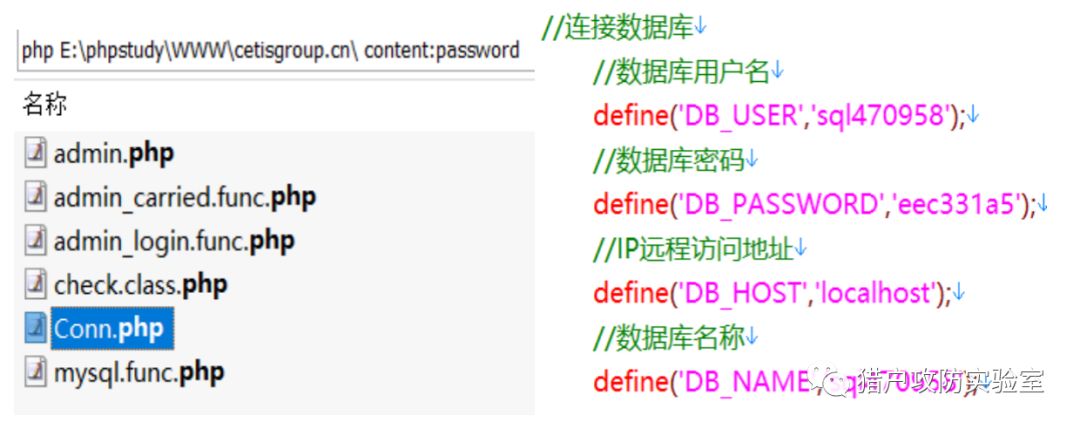 php E:\phpstudy\WWW\cetisgroup.cn\ content:password
名称
admin.php
admin_carried.func.php
admin_login.func.php
check.class.php
Conn.php
mysql.func.php
//连接数据库↓
//数据库用户名↓
define('DB_USER','sql470958');↓
//数据库密码↓
define('DB_PASSWORD','eec331a5');↓
//IP远程访问地址↓
define('DB_HOST','localhost');↓
//数据库名称↓
define('DB_NAME
猎户攻防实验室